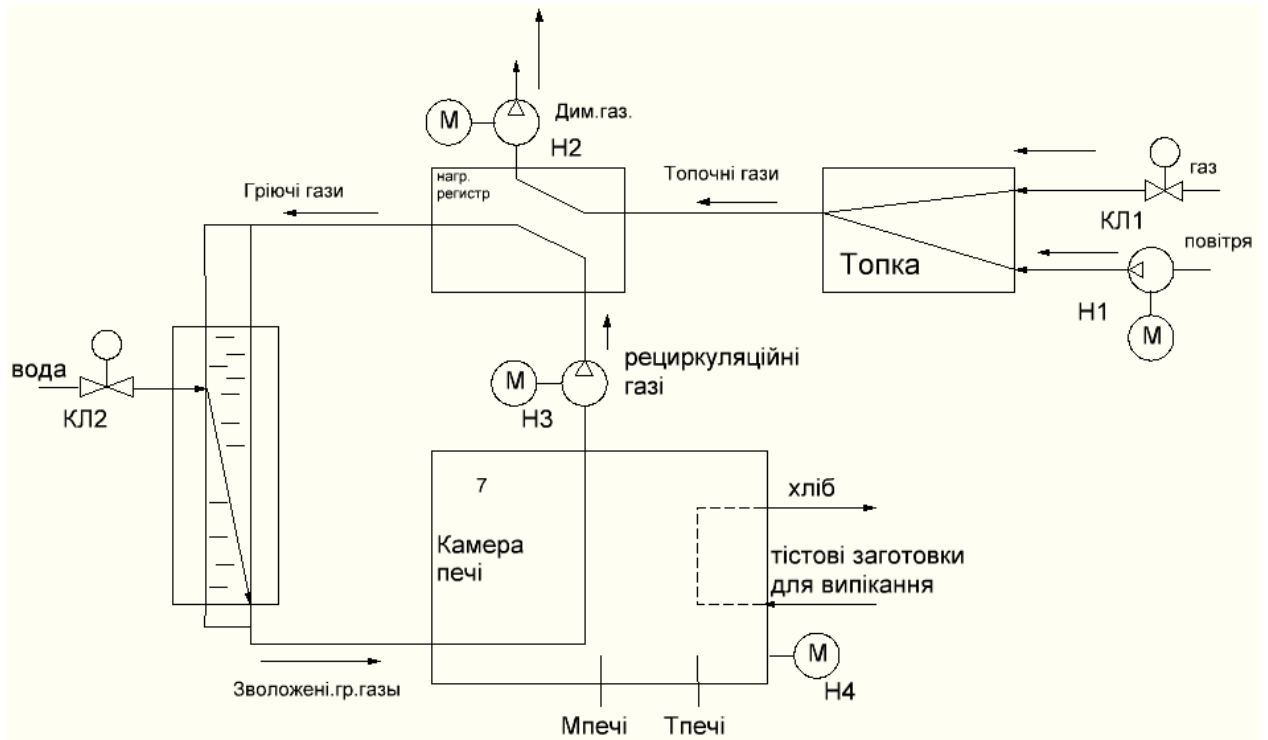 М
Дим.газ.
Н2
нагр.
регистр
Гріючі гази
Топочні гази
газ
КЛ1
повітря
Топка
Н1
М
вода
КЛ2
М
Н3
рециркуляційні
газі
7
Камера
печі
хліб
тістові заготовки
для випікання
М
Н4
Зволожені.гр.газы
Мпечі
Тпечі